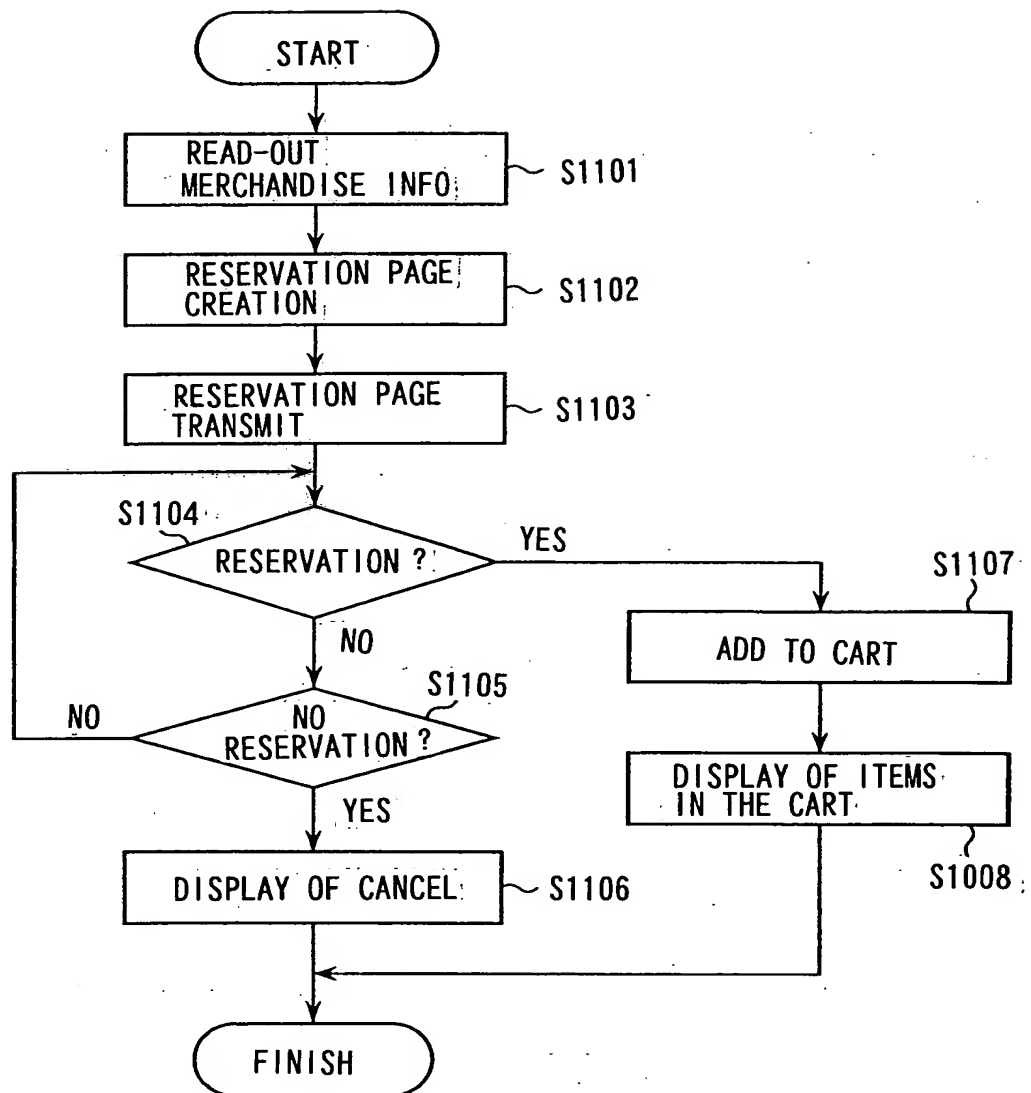 START
READ-OUT
MERCHANDISE INFO
S1101
RESERVATION PAGE
CREATION
S1102
RESERVATION PAGE
TRANSMIT
S1103
S1104
RESERVATION ?
YES
NO
S1107
ADD TO CART
S1105
NO
NO
RESERVATION ?
YES
DISPLAY OF ITEMS
IN THE CART
S1008
DISPLAY OF CANCEL
S1106
FINISH